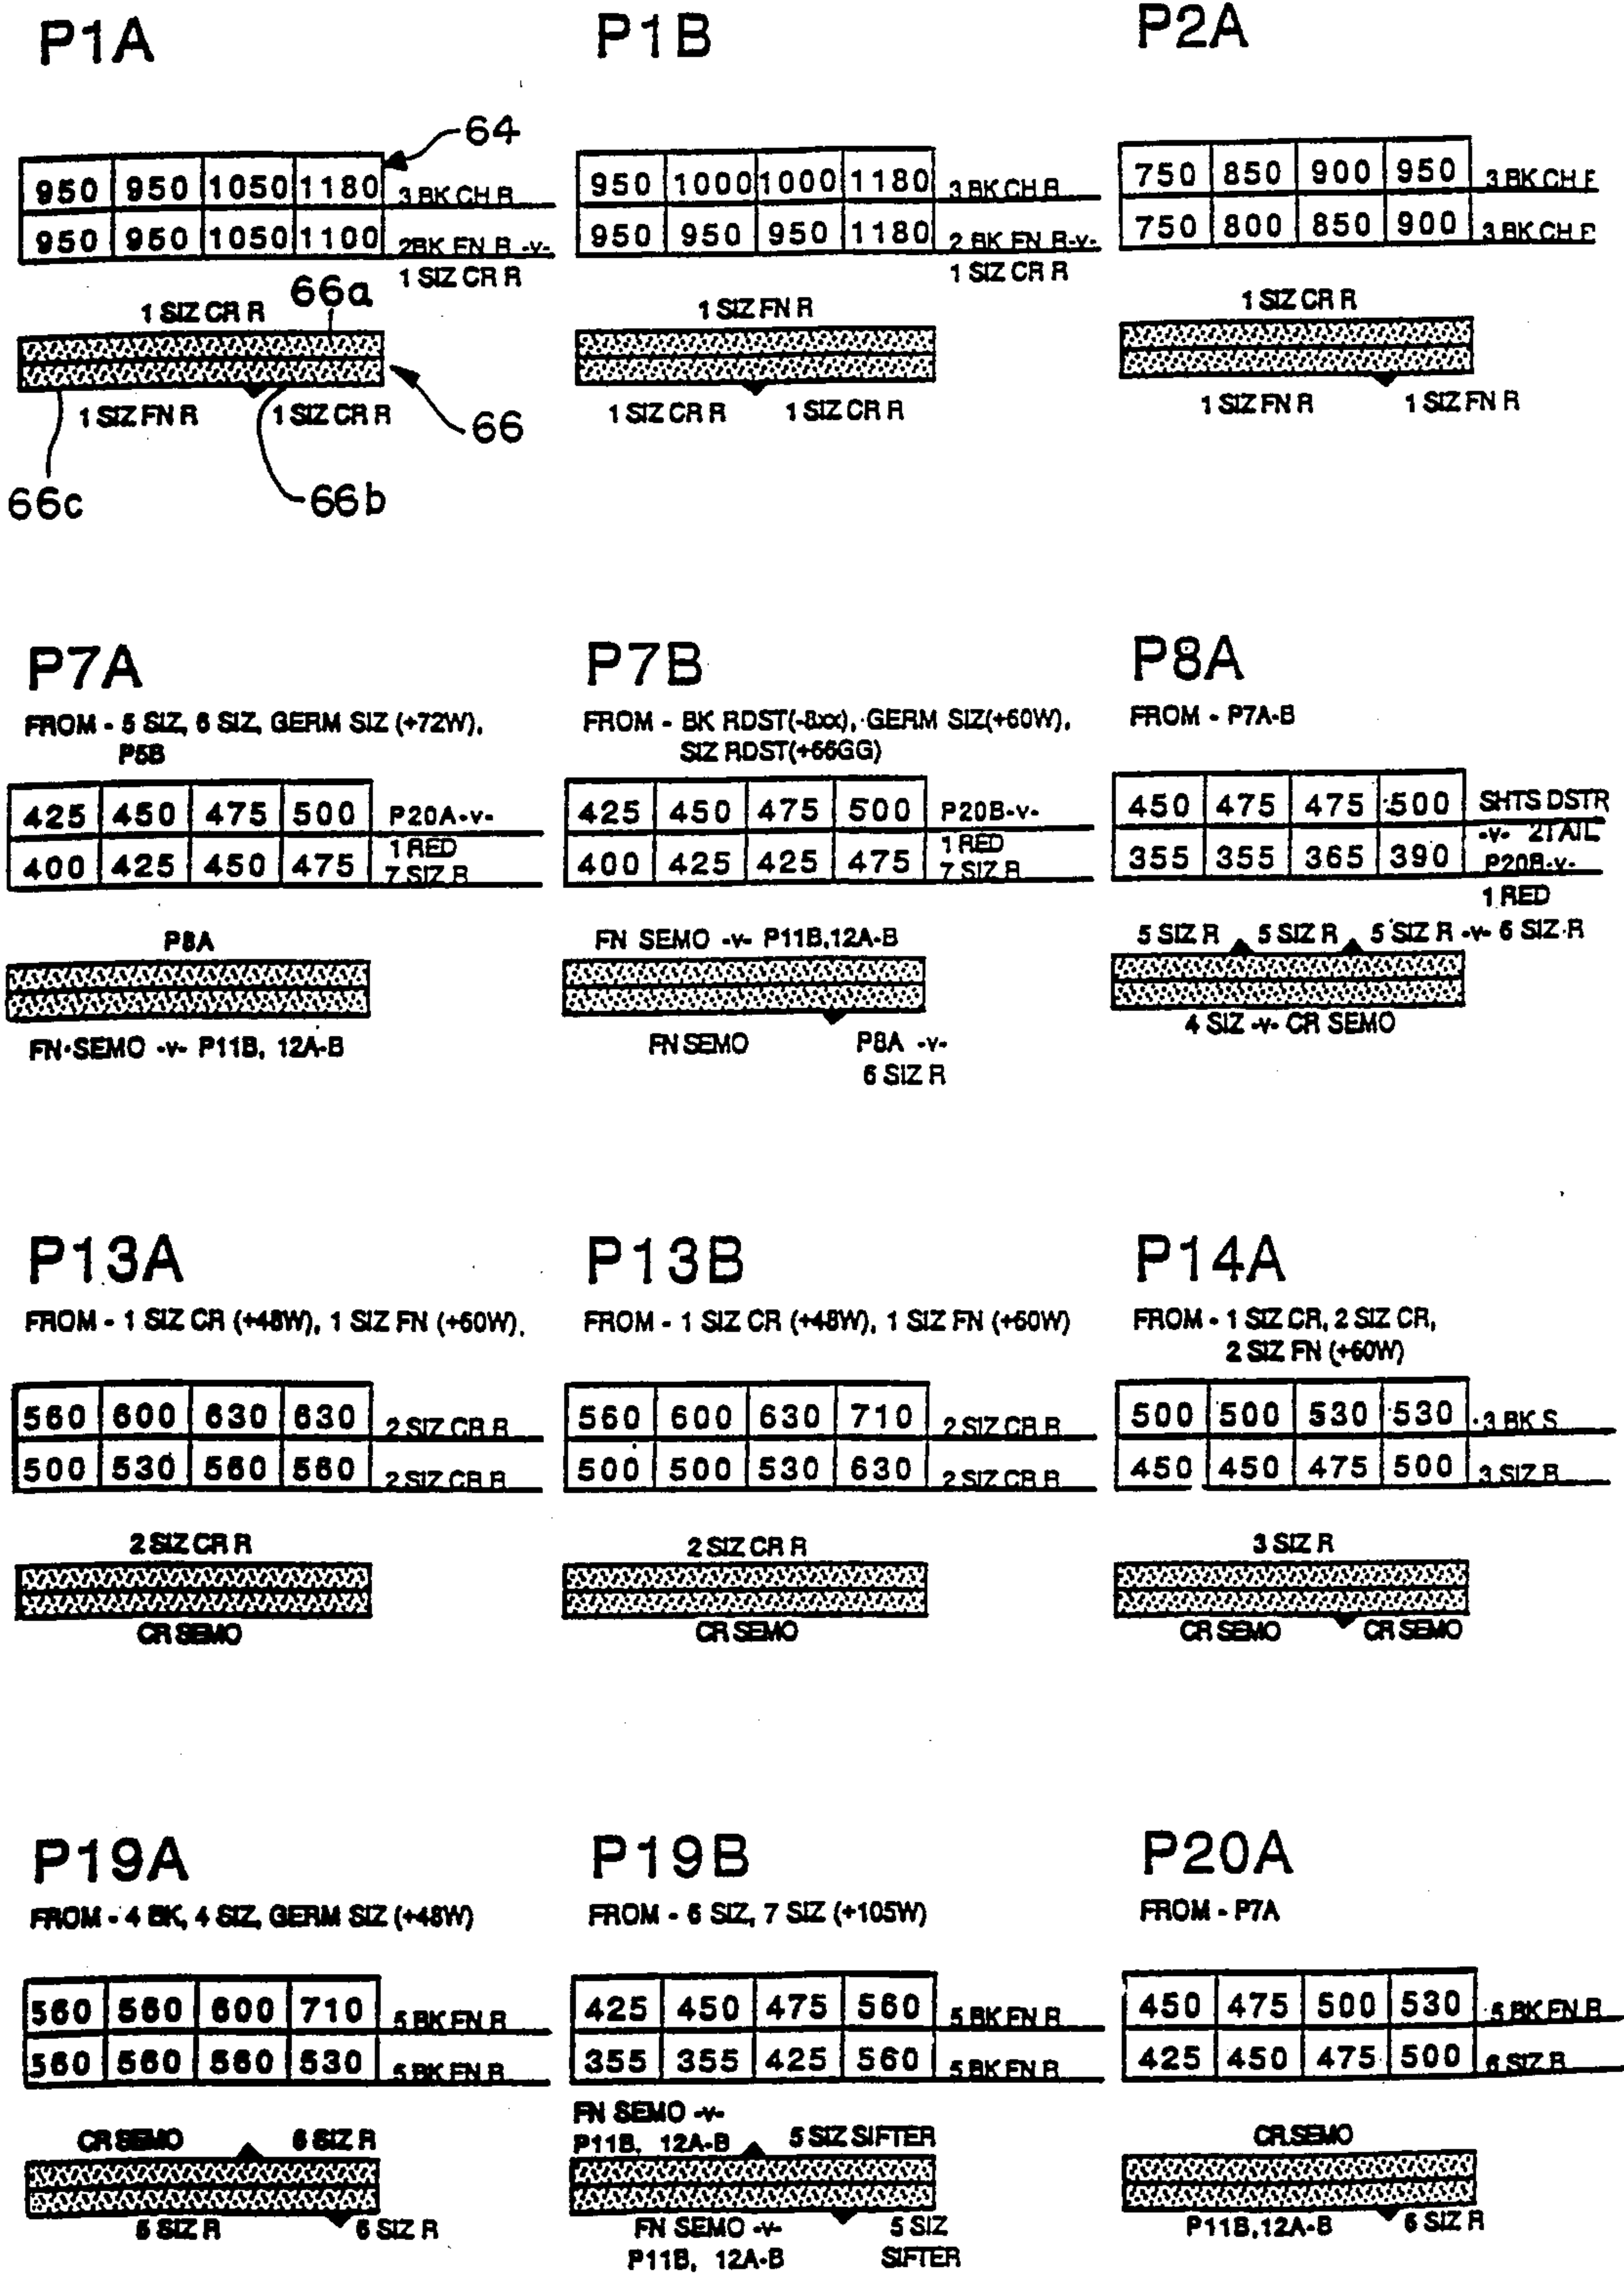 P1A
64
950 950 1050 1180 3 BK CH R
950 950 1050 1100 2BK FN R -v-
1 SIZ CR R
1 SIZ CR R 66a
1 SIZ FN R 1 SIZ CR R
66
66c 66b
P1B
950 1000 1000 1180 3 BK CH R
950 950 950 1180 2 BK FN R-v-
1 SIZ CR R
1 SIZ FN R
1 SIZ CR R 1 SIZ CR R
P2A
750 850 900 950 3 BK CH F
750 800 850 900 3 BK CH F
1 SIZ CR R
1 SIZ FN R 1 SIZ FN R
P7A
FROM - 5 SIZ, 6 SIZ, GERM SIZ (+72W),
P5B
425 450 475 500 P20A-v-
1 RED
400 425 450 475 7 SIZ R
P8A
FN SEMO -v- P11B, 12A-B
P7B
FROM - BK RDST(-8xx), GERM SIZ(+60W),
SIZ RDST(+66GG)
425 450 475 500 P20B-v-
1 RED
400 425 425 475 7 SIZ R
FN SEMO -v- P11B,12A-B
FN SEMO P8A -v-
6 SIZ R
P8A
FROM - P7A-B
450 475 475 500 SHTS DSTR
-v- 2TAIL
355 355 365 390 P20B-v-
1 RED
5 SIZ R 5 SIZ R 5 SIZ R -v- 6 SIZ R
4 SIZ -v- CR SEMO
P13A
FROM - 1 SIZ CR (+48W), 1 SIZ FN (+60W),
560 600 630 630 2 SIZ CR R
500 530 560 560 2 SIZ CR R
2 SIZ CR R
CR SEMO
P13B
FROM - 1 SIZ CR (+48W), 1 SIZ FN (+60W)
560 600 630 710 2 SIZ CR R
500 500 530 630 2 SIZ CR R
2 SIZ CR R
CR SEMO
P14A
FROM - 1 SIZ CR, 2 SIZ CR,
2 SIZ FN (+60W)
500 500 530 530 3 BK S
450 450 475 500 3 SIZ R
3 SIZ R
CR SEMO CR SEMO
P19A
FROM - 4 BK, 4 SIZ, GERM SIZ (+48W)
560 560 600 710 5 BK FN R
560 560 560 530 5 BK FN R
CR SEMO 6 SIZ R
5 SIZ R 6 SIZ R
P19B
FROM - 6 SIZ, 7 SIZ (+105W)
425 450 475 560 5 BK FN R
355 355 425 560 5 BK FN R
FN SEMO -v-
P11B, 12A-B 5 SIZ SIFTER
FN SEMO -v- 5 SIZ
P11B, 12A-B SIFTER
P20A
FROM - P7A
450 475 500 530 5 BK FN R
425 450 475 500 6 SIZ R
CR SEMO
P11B,12A-B 6 SIZ R